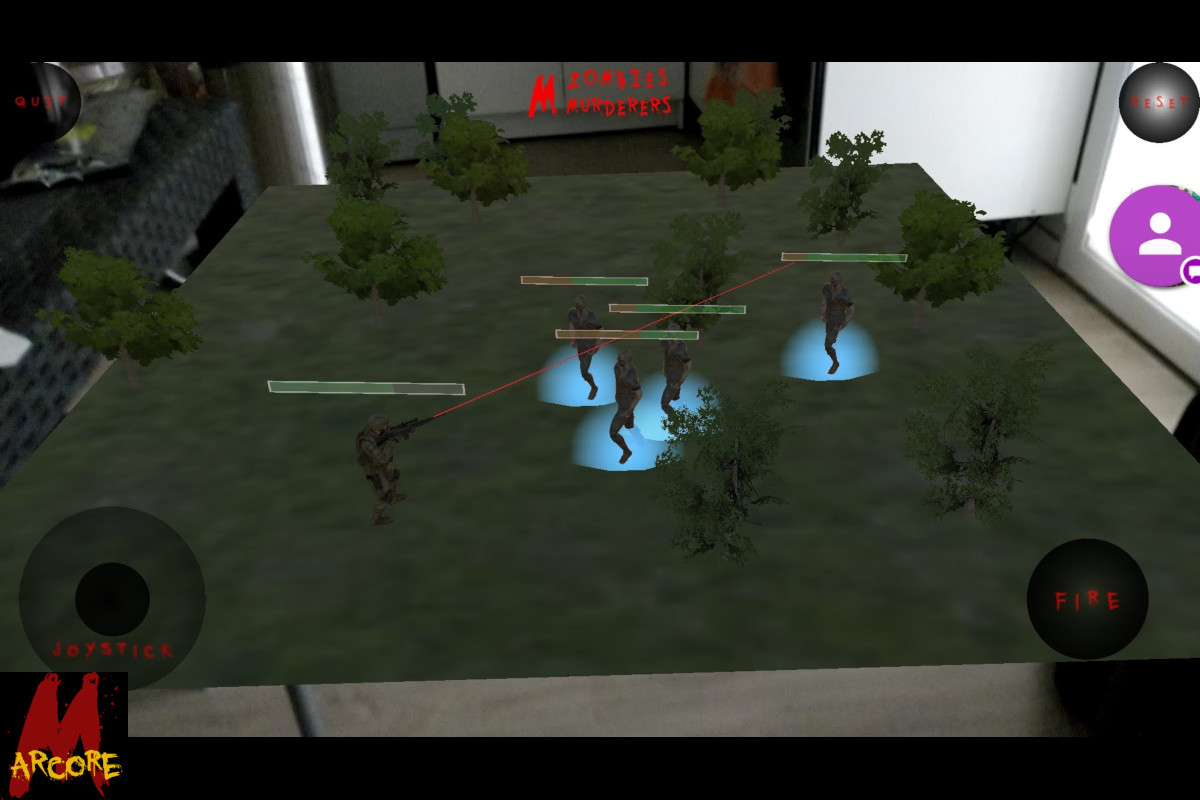 QUIT
M ZOMBIES
MURDERERS
RESET
JOYSTICK
FIRE
M
ARCORE